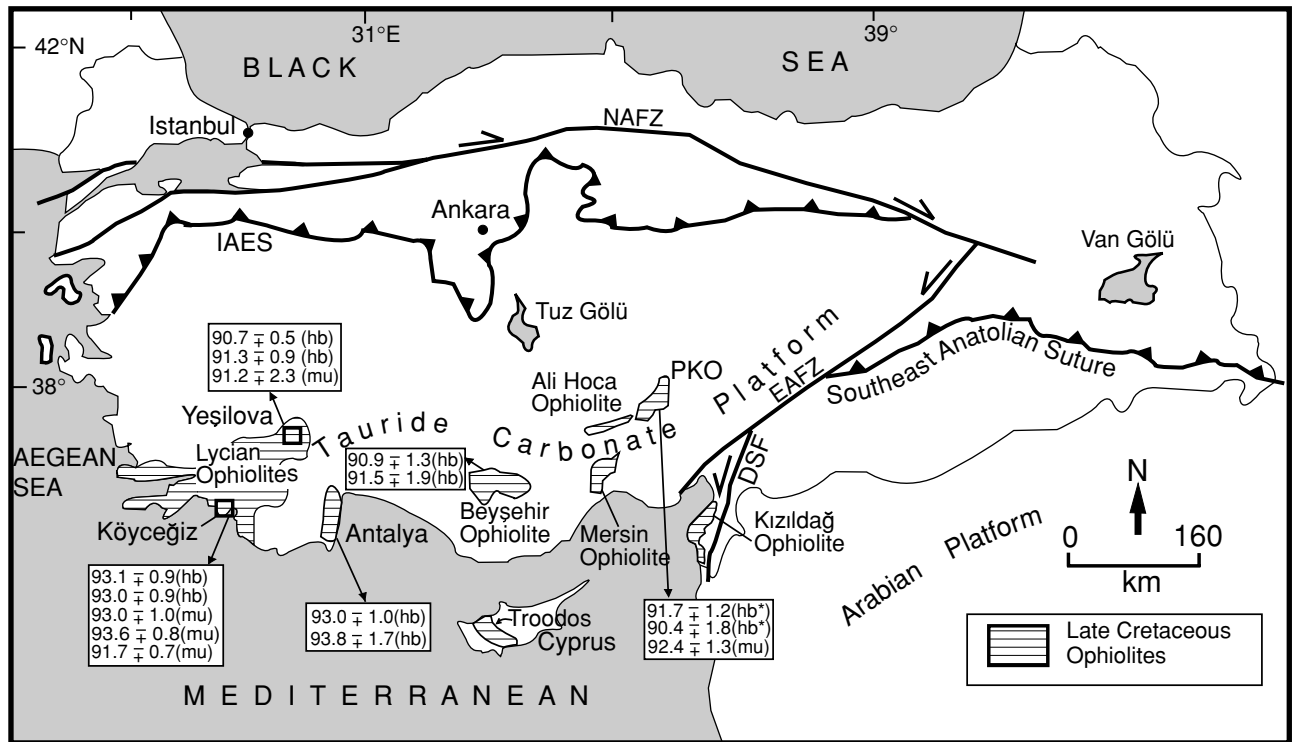 31°E
39°
42°N
BLACK
SEA
Istanbul
NAFZ
Ankara
IAES
Van Gölü
Tuz Gölü
90.7 ∓ 0.5 (hb)
91.3 ∓ 0.9 (hb)
91.2 ∓ 2.3 (mu)
38°
Yeşilova
Ali Hoca
Ophiolite
PKO
Tauride Carbonate Platform
EAFZ
Southeast Anatolian Suture
AEGEAN
SEA
Lycian
Ophiolites
90.9 ∓ 1.3(hb)
91.5 ∓ 1.9(hb)
DSF
N
Köyceğiz
Antalya
Beyşehir
Ophiolite
Mersin
Ophiolite
Kızıldağ
Ophiolite
Arabian Platform
0 160
km
93.1 ∓ 0.9(hb)
93.0 ∓ 0.9(hb)
93.0 ∓ 1.0(mu)
93.6 ∓ 0.8(mu)
91.7 ∓ 0.7(mu)
93.0 ∓ 1.0(hb)
93.8 ∓ 1.7(hb)
Troodos
Cyprus
91.7 ∓ 1.2(hb*)
90.4 ∓ 1.8(hb*)
92.4 ∓ 1.3(mu)
Late Cretaceous
Ophiolites
MEDITERRANEAN